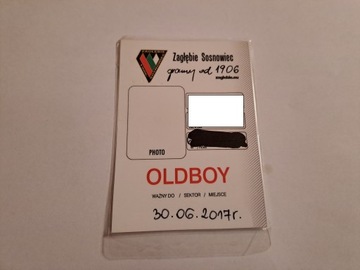 Zagłębie Sosnowiec
gramy od 1906
zaglebie.eu
PHOTO
OLDBOY
WAŻNY DO / SEKTOR / MIEJSCE
30.06.2017r.